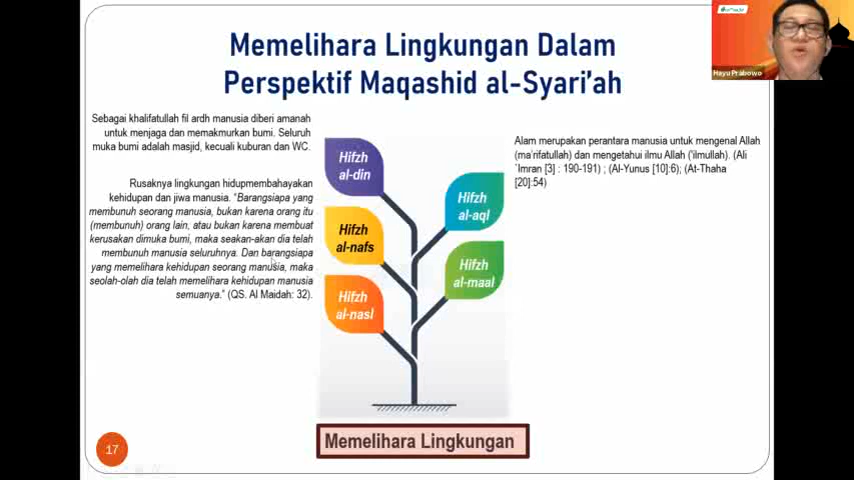 Memelihara Lingkungan Dalam
Perspektif Maqashid al-Syari'ah
Hayu Prabowo
Sebagai khalifatullah fil ardh manusia diberi amanah
untuk menjaga dan memakmurkan bumi. Seluruh
muka bumi adalah masjid, kecuali kuburan dan WC.
Rusaknya lingkungan hidupmembahayakan
kehidupan dan jiwa manusia. “Barangsiapa yang
membunuh seorang manusia, bukan karena orang itu
(membunuh) orang lain, atau bukan karena membuat
kerusakan dimuka bumi, maka seakan-akan dia telah
membunuh manusia seluruhnya. Dan barangsiapa
yang memelihara kehidupan seorang manusia, maka
seolah-olah dia telah memelihara kehidupan manusia
semuanya.” (QS. Al Maidah: 32).
Hifzh
al-din
Hifzh
al-nafs
Hifzh
al-nasl
Hifzh
al-aql
Hifzh
al-maal
Alam merupakan perantara manusia untuk mengenal Allah
(ma'rifatullah) dan mengetahui ilmu Allah ('ilmullah). (Ali
`Imran [3] : 190-191) ; (Al-Yunus [10]:6); (At-Thaha
[20]:54)
Memelihara Lingkungan
17